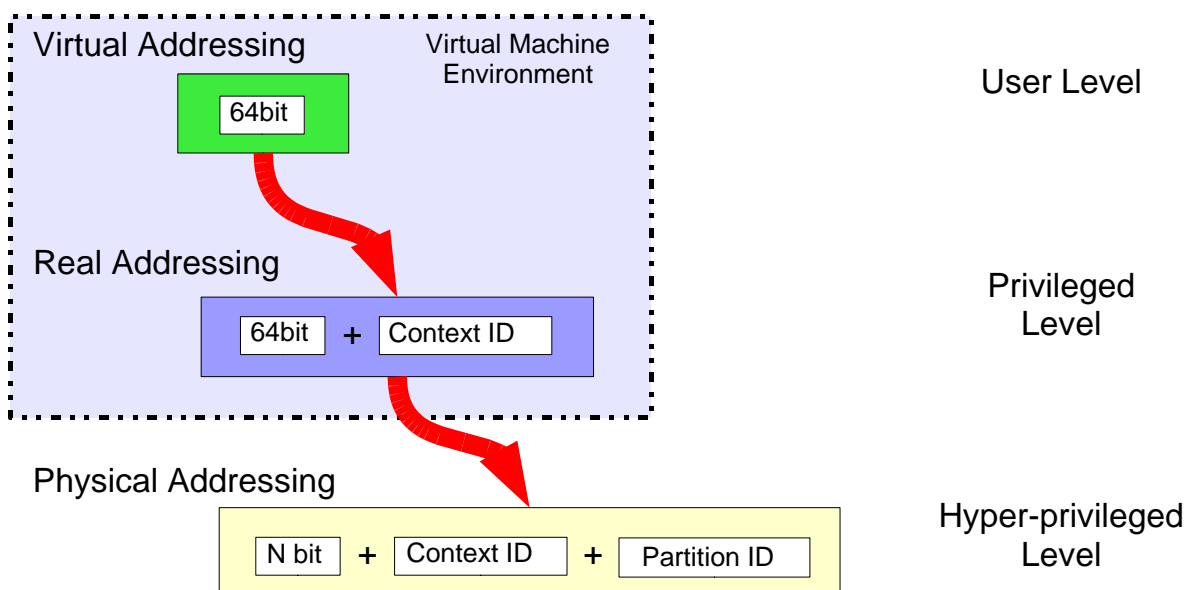 Virtual Addressing
Virtual Machine
Environment
User Level
64bit
Real Addressing
Privileged
Level
64bit + Context ID
Physical Addressing
Hyper-privileged
Level
N bit + Context ID + Partition ID